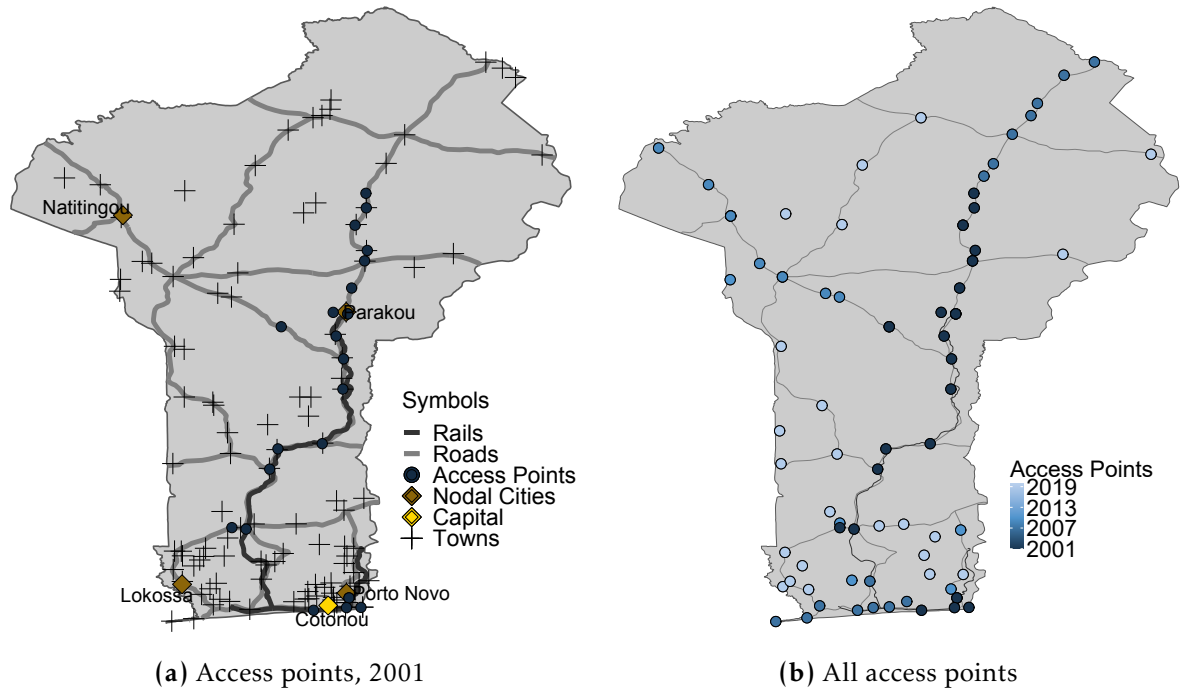 Natitingou
Parakou
Symbols
Rails
Roads
Access Points
Nodal Cities
Capital
Towns
Lokossa
Porto Novo
Cotonou
(a) Access points, 2001
Access Points
2019
2013
2007
2001
(b) All access points